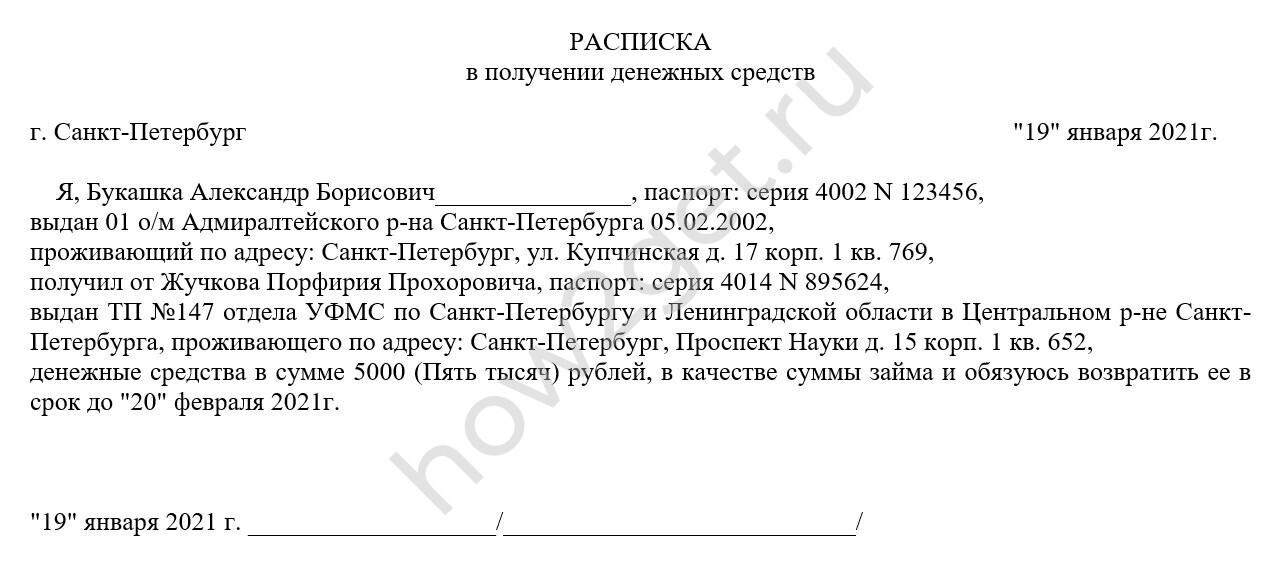 РАСПИСКА
в получении денежных средств
г. Санкт-Петербург "19" января 2021г.
Я, Букашка Александр Борисович_______________, паспорт: серия 4002 N 123456,
выдан 01 о/м Адмиралтейского р-на Санкт-Петербурга 05.02.2002,
проживающий по адресу: Санкт-Петербург, ул. Купчинская д. 17 корп. 1 кв. 769,
получил от Жучкова Порфирия Прохоровича, паспорт: серия 4014 N 895624,
выдан ТП №147 отдела УФМС по Санкт-Петербургу и Ленинградской области в Центральном р-не Санкт-
Петербурга, проживающего по адресу: Санкт-Петербург, Проспект Науки д. 15 корп. 1 кв. 652,
денежные средства в сумме 5000 (Пять тысяч) рублей, в качестве суммы займа и обязуюсь возвратить ее в
срок до "20" февраля 2021г.
"19" января 2021 г. ___________________/___________________________/
how2get.ru